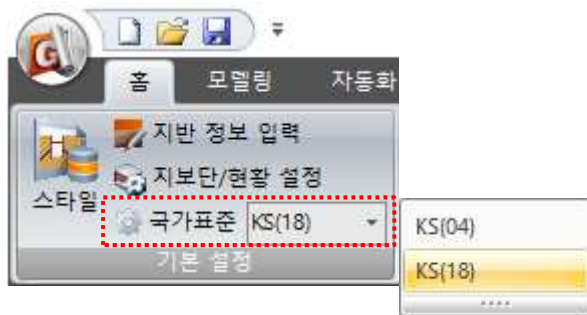 홈 모델링 자동화
지반 정보 입력
지보단/현황 설정
스타일
국가표준 KS(18)
기본 설정
KS(04)
KS(18)